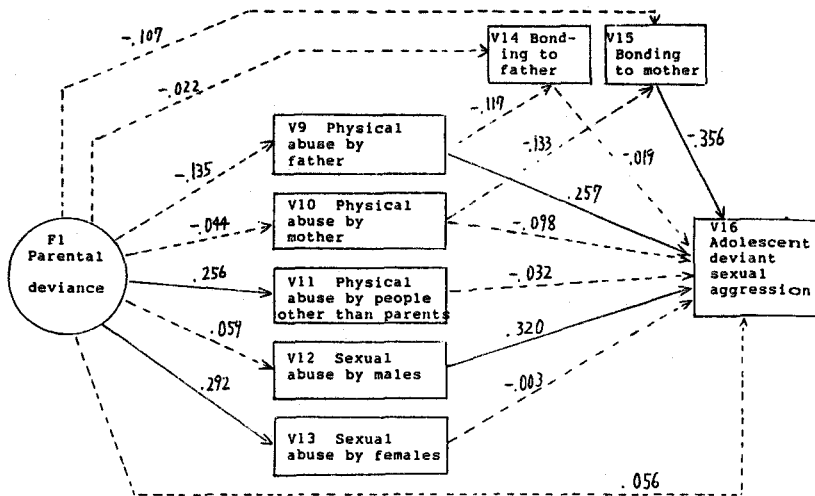 -.107
-.022
V14 Bond-
ing to
father
V15
Bonding
to mother
V9 Physical
abuse by
father
-.117
-.133
-.019
-.356
-.135
.257
V10 Physical
abuse by
mother
-.044
-.098
V16
Adolescent
deviant
sexual
aggression
F1
Parental
deviance
.256
V11 Physical
abuse by people
other than parents
-.032
.059
V12 Sexual
abuse by males
.320
.292
-.003
V13 Sexual
abuse by females
.056